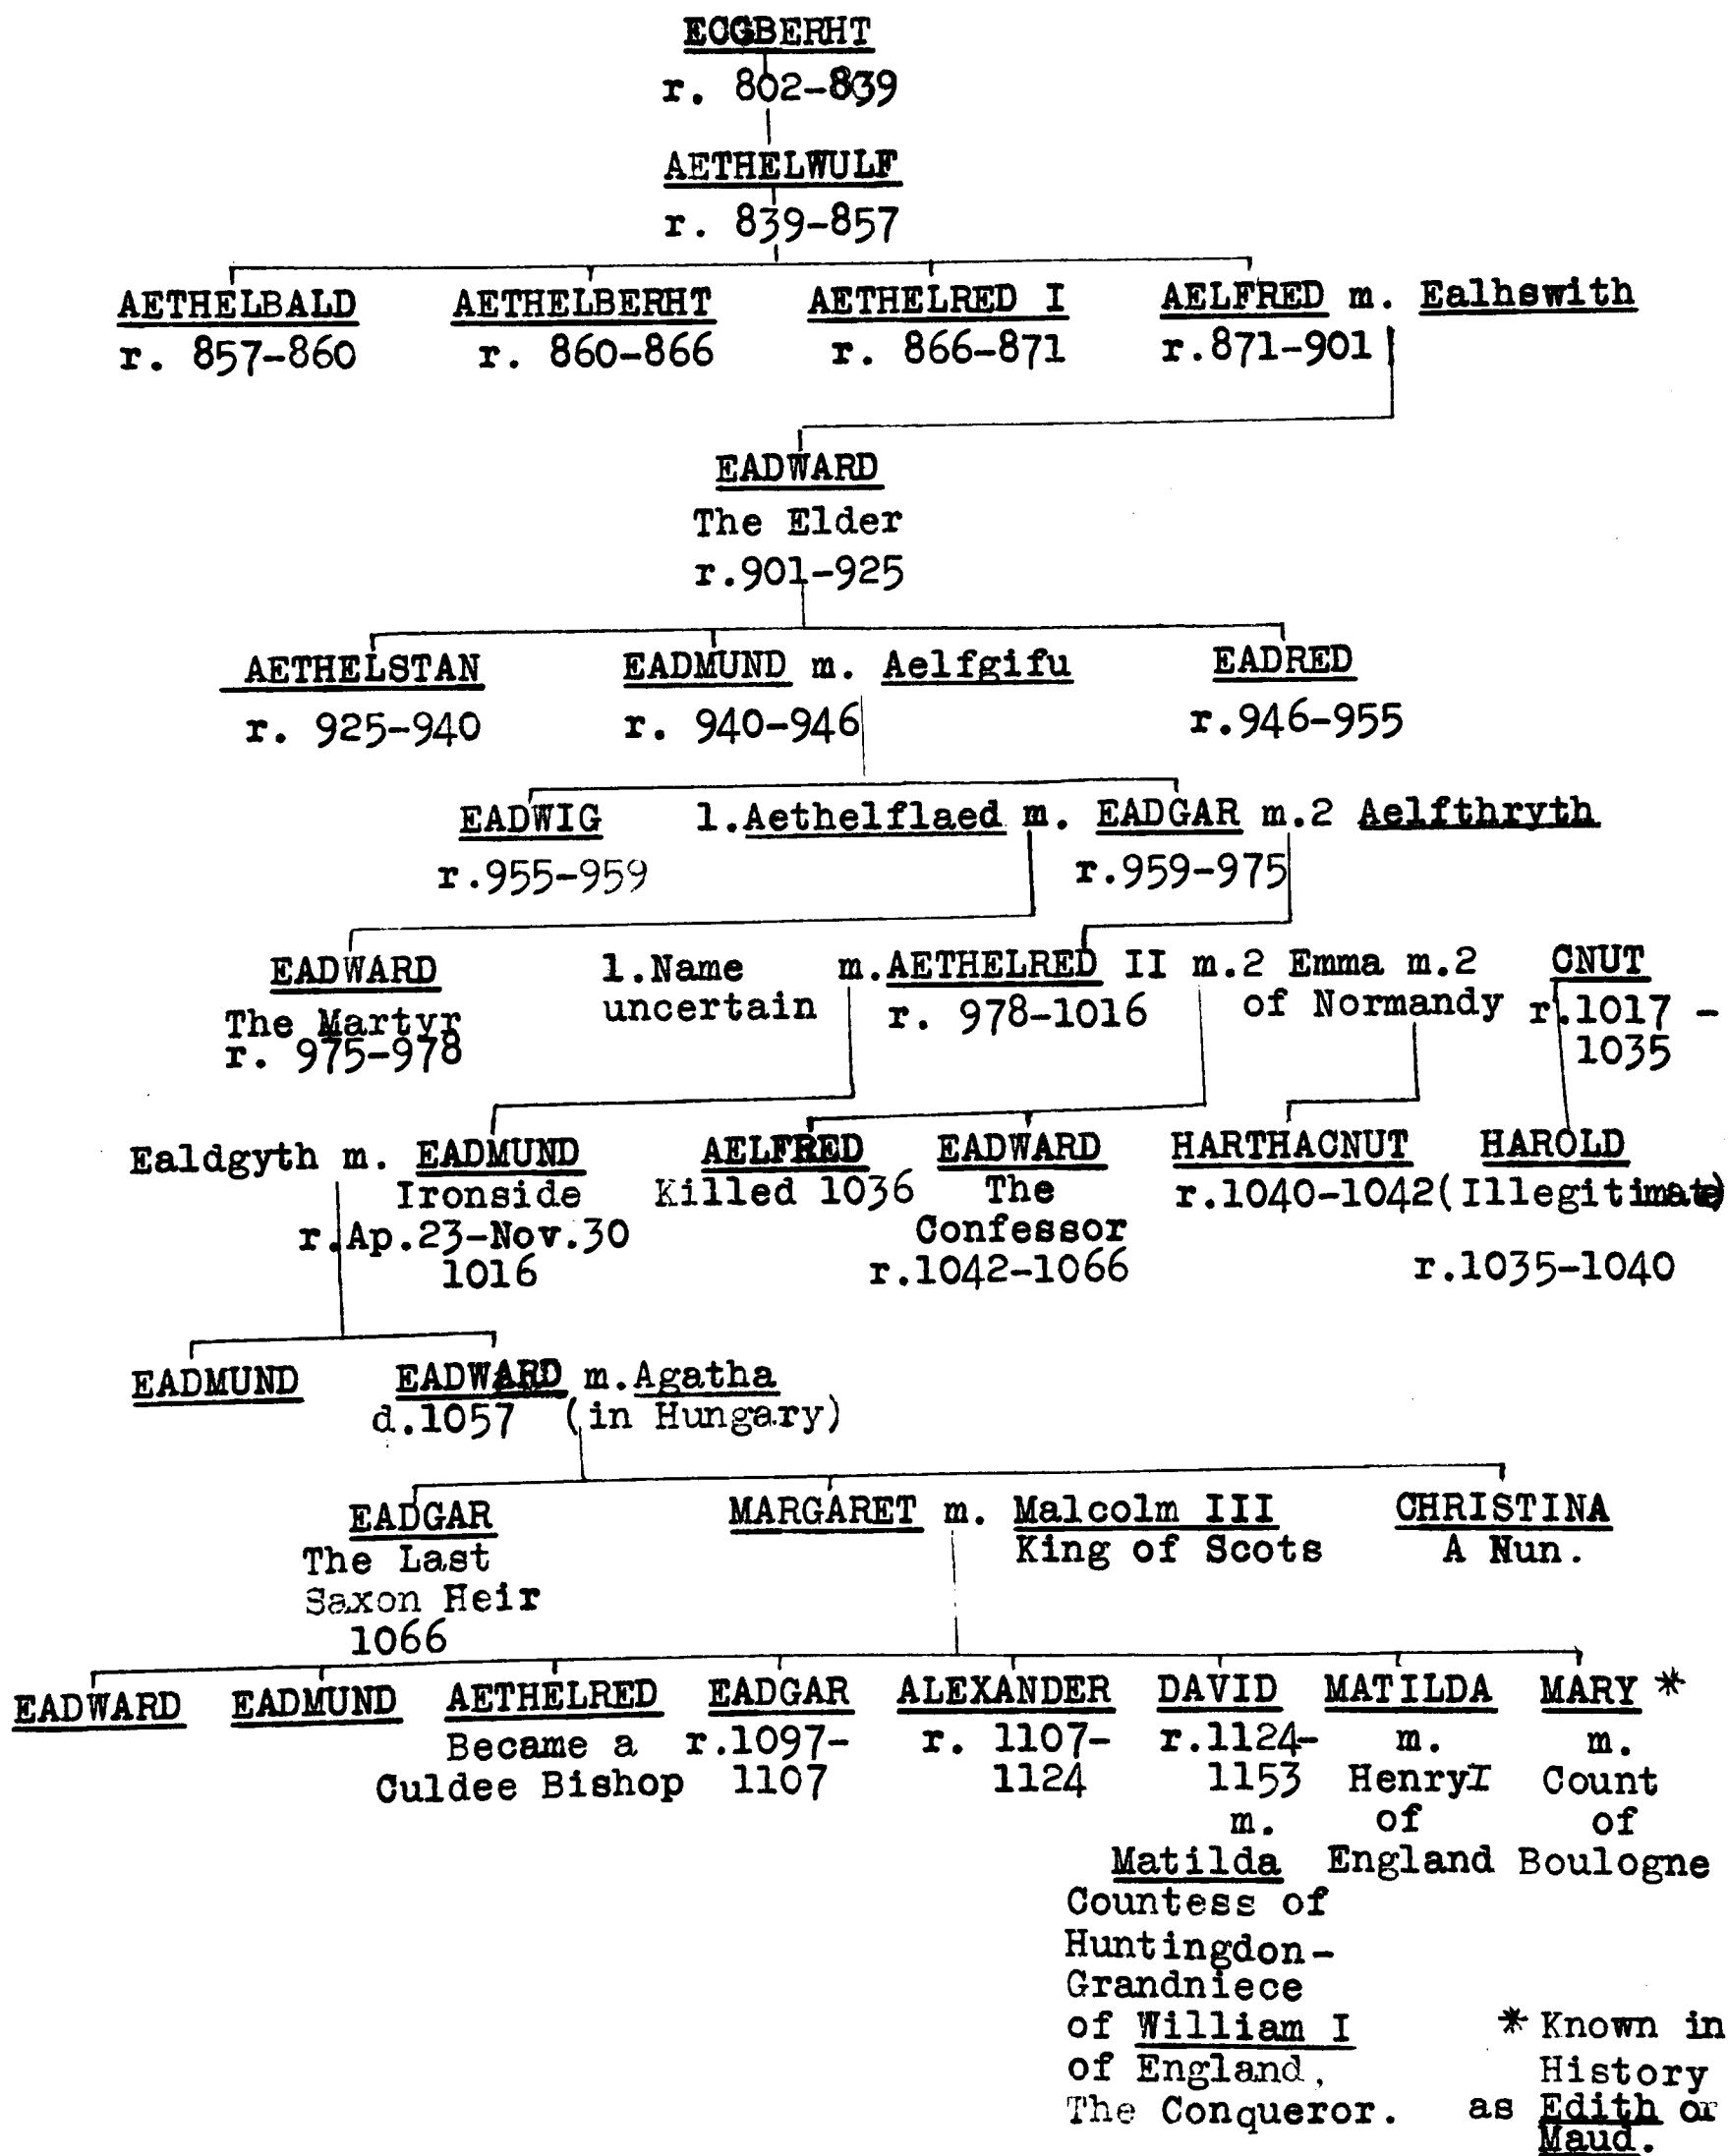 ECGBERHT
r. 802-839
AETHELWULF
r. 839-857
AETHELBALD AETHELBERHT AETHELRED I AELFRED m. Ealhswith
r. 857-860 r. 860-866 r. 866-871 r.871-901
EADWARD
The Elder
r.901-925
AETHELSTAN EADMUND m. Aelfgifu EADRED
r. 925-940 r. 940-946 r.946-955
EADWIG 1.Aethelflaed m. EADGAR m.2 Aelfthryth
r.955-959 r.959-975
EADWARD 1.Name m.AETHELRED II m.2 Emma m.2 CNUT
The Martyr uncertain r. 978-1016 of Normandy r.1017 -
r. 975-978 1035
Ealdgyth m. EADMUND AELFRED EADWARD HARTHACNUT HAROLD
Ironside Killed 1036 The r.1040-1042 (Illegitimate)
r.Ap.23-Nov.30 Confessor
1016 r.1042-1066 r.1035-1040
EADMUND EADWARD m.Agatha
d.1057 (in Hungary)
EADGAR MARGARET m. Malcolm III CHRISTINA
The Last King of Scots A Nun.
Saxon Heir
1066
EADWARD EADMUND AETHELRED EADGAR ALEXANDER DAVID MATILDA MARY *
Became a r.1097- r. 1107- r.1124- m. m.
Culdee Bishop 1107 1124 1153 HenryI Count
m. of of
Matilda England Boulogne
Countess of
Huntingdon-
Grandniece
of William I * Known in
of England, History
The Conqueror. as Edith or
Maud.